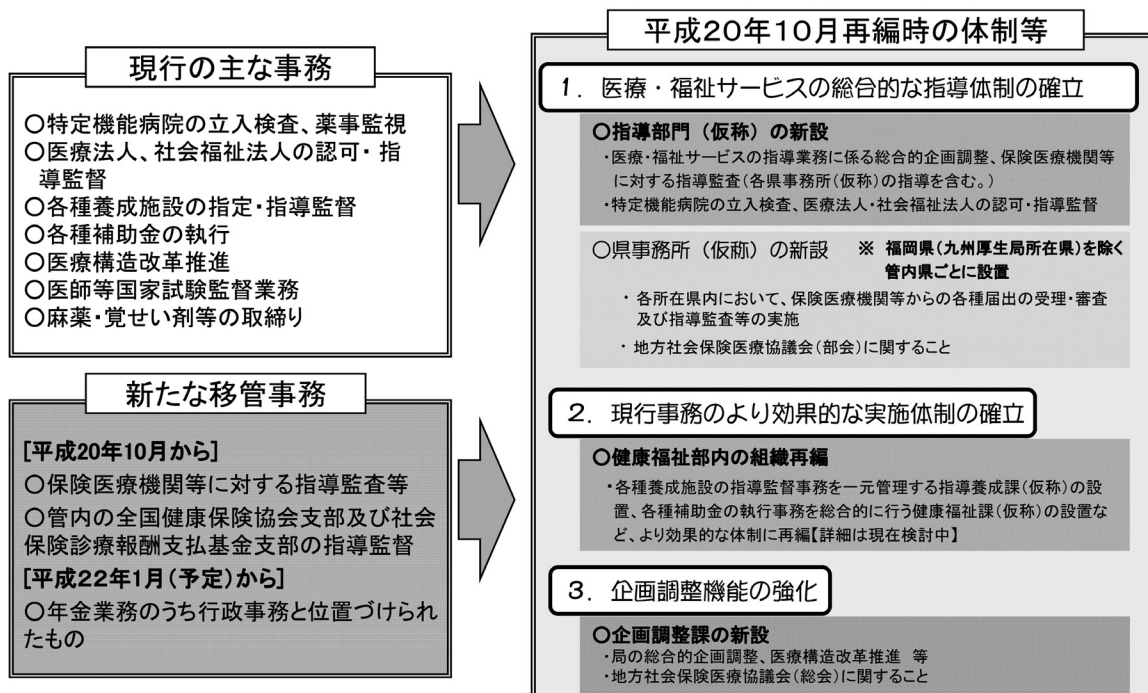 現行の主な事務
○特定機能病院の立入検査、薬事監視
○医療法人、社会福祉法人の認可・指
導監督
○各種養成施設の指定・指導監督
○各種補助金の執行
○医療構造改革推進
○医師等国家試験監督業務
○麻薬・覚せい剤等の取締り
新たな移管事務
[平成20年10月から]
○保険医療機関等に対する指導監査等
○管内の全国健康保険協会支部及び社会
保険診療報酬支払基金支部の指導監督
[平成22年1月(予定)から]
○年金業務のうち行政事務と位置づけられ
たもの
平成20年10月再編時の体制等
1．医療・福祉サービスの総合的な指導体制の確立
○指導部門（仮称）の新設
・医療・福祉サービスの指導業務に係る総合的企画調整、保険医療機関等
に対する指導監査(各県事務所(仮称)の指導を含む。)
・特定機能病院の立入検査、医療法人・社会福祉法人の認可・指導監督
○県事務所（仮称）の新設　※ 福岡県(九州厚生局所在県)を除く
管内県ごとに設置
・各所在県内において、保険医療機関等からの各種届出の受理・審査
及び指導監査等の実施
・地方社会保険医療協議会(部会)に関すること
2．現行事務のより効果的な実施体制の確立
○健康福祉部内の組織再編
・各種養成施設の指導監督事務を一元管理する指導養成課(仮称)の設
置、各種補助金の執行事務を総合的に行う健康福祉課(仮称)の設置な
ど、より効果的な体制に再編【詳細は現在検討中】
3．企画調整機能の強化
○企画調整課の新設
・局の総合的企画調整、医療構造改革推進　等
・地方社会保険医療協議会(総会)に関すること